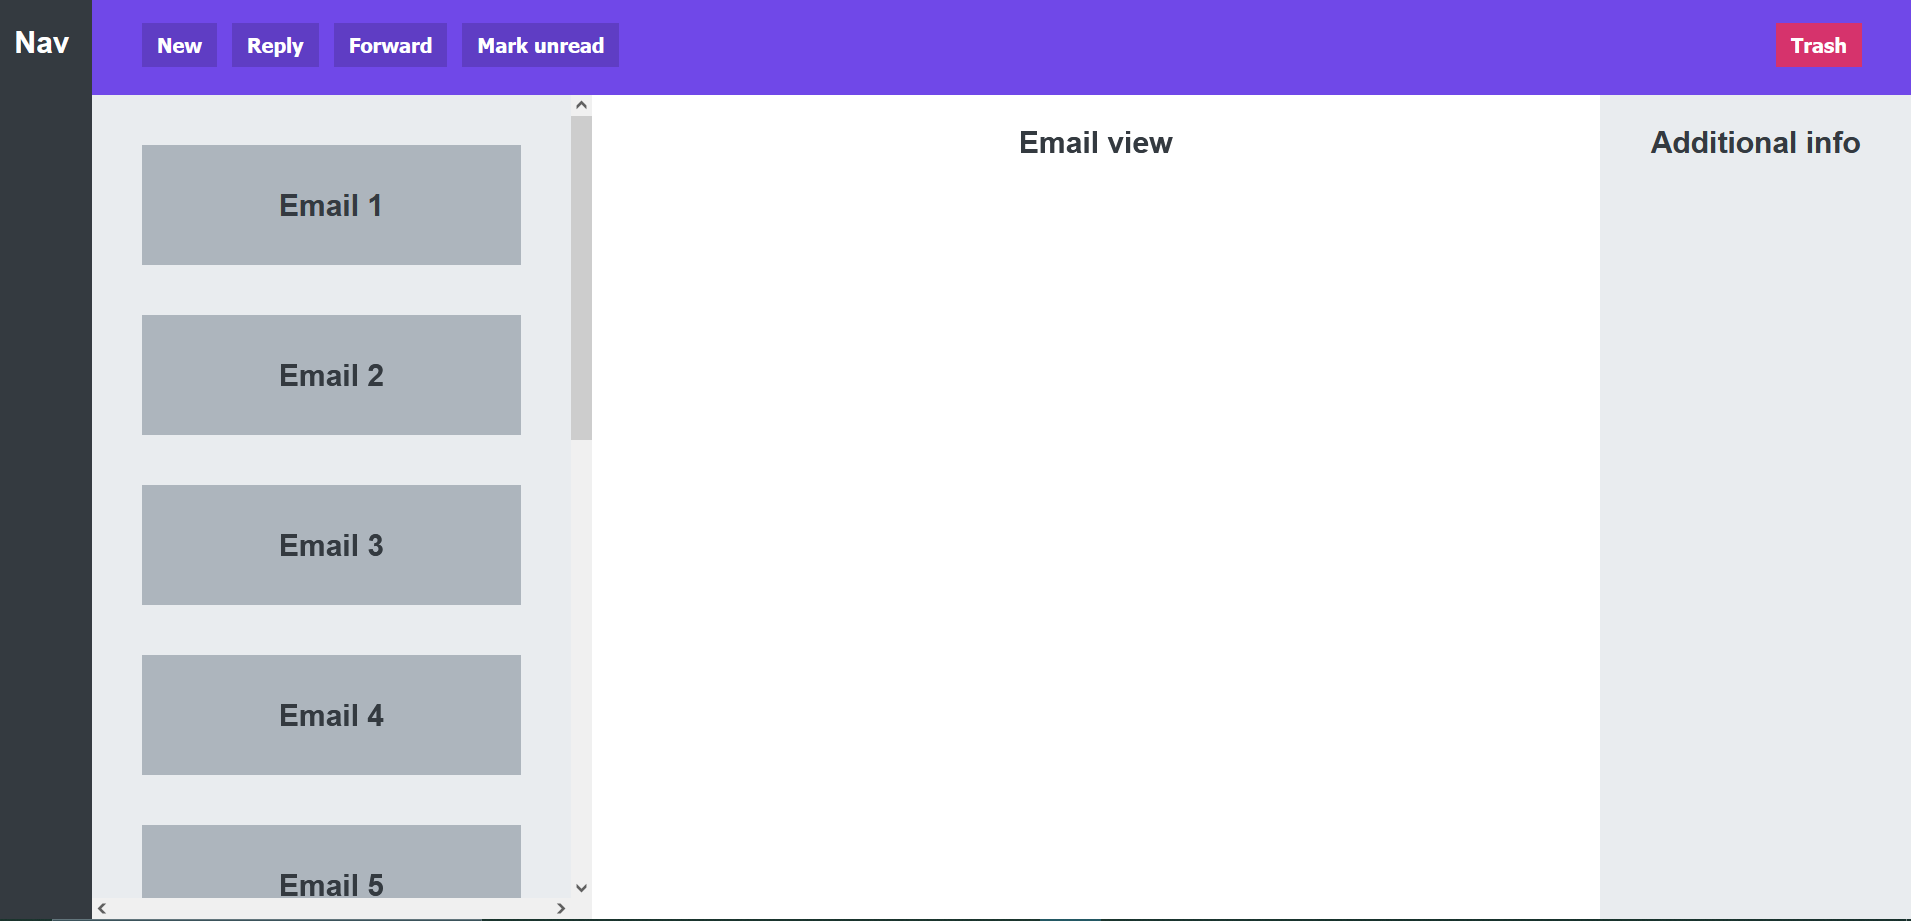 Nav
New
Reply
Forward
Mark unread
Trash
Email 1
Email 2
Email 3
Email 4
Email 5
Email view
Additional info